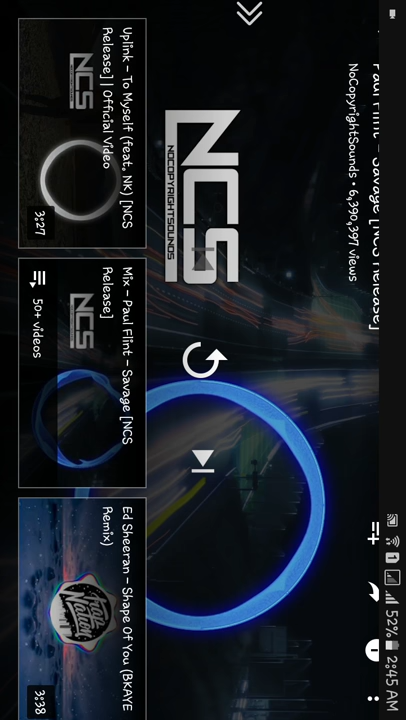 52% 2:45 AM
Paul Flint - Savage [NCS Release]
NoCopyrightSounds • 6,390,397 views
NCS
NOCOPYRIGHTSOUNDS
Uplink - To Myself (feat. NK) [NCS
Release] | Official Video
NCS
3:27
Mix - Paul Flint - Savage [NCS
Release]
NCS
50+ videos
Ed Sheeran - Shape Of You (BKAYE
Remix)
Trap
Nation
3:38